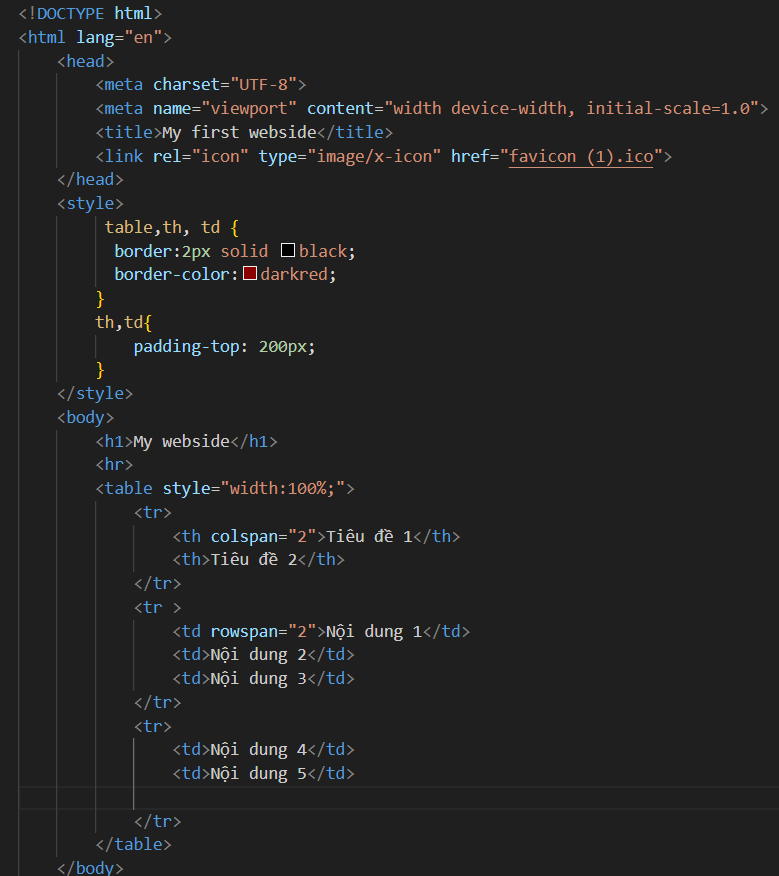 <!DOCTYPE html>
<html lang="en">
<head>
<meta charset="UTF-8">
<meta name="viewport" content="width device-width, initial-scale=1.0">
<title>My first webside</title>
<link rel="icon" type="image/x-icon" href="favicon (1).ico">
</head>
<style>
table,th, td {
border:2px solid black;
border-color:darkred;
}
th,td{
padding-top: 200px;
}
</style>
<body>
<h1>My webside</h1>
<hr>
<table style="width:100%;">
<tr>
<th colspan="2">Tiêu đề 1</th>
<th>Tiêu đề 2</th>
</tr>
<tr >
<td rowspan="2">Nội dung 1</td>
<td>Nội dung 2</td>
<td>Nội dung 3</td>
</tr>
<tr>
<td>Nội dung 4</td>
<td>Nội dung 5</td>
</tr>
</table>
</body>